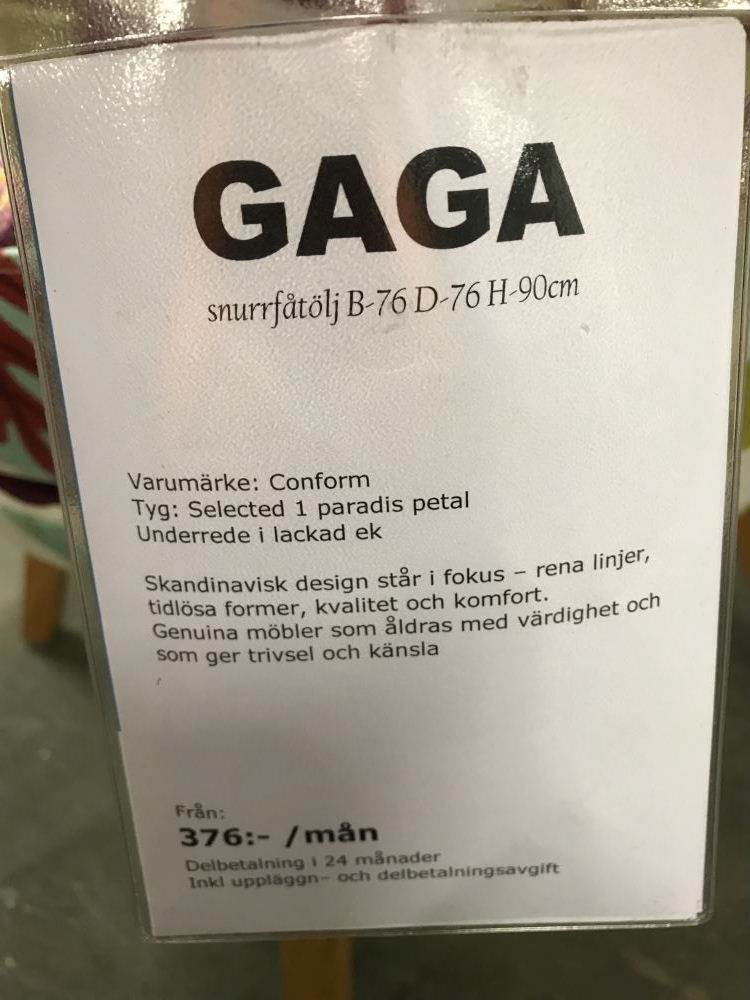 GAGA
snurrfåtölj B-76 D-76 H-90cm
Varumärke: Conform
Tyg: Selected 1 paradis petal
Underrede i lackad ek
Skandinavisk design står i fokus – rena linjer,
tidlösa former, kvalitet och komfort.
Genuina möbler som åldras med värdighet och
som ger trivsel och känsla
Från:
376:- /mån
Delbetalning i 24 månader
Inkl uppläggn- och delbetalningsavgift